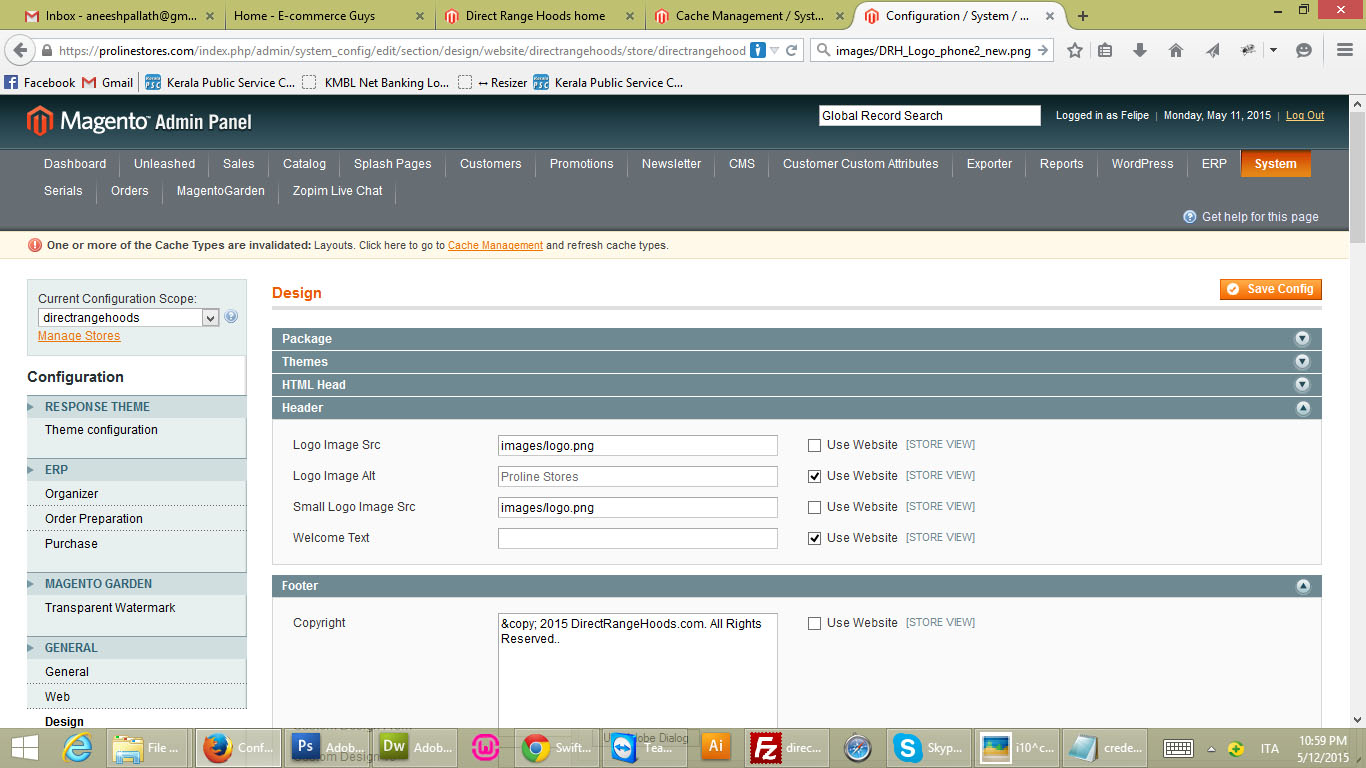 Inbox - aneeshpallath@gm...
Home - E-commerce Guys
Direct Range Hoods home
Cache Management / Syst...
Configuration / System / ...
https://prolinestores.com/index.php/admin/system_config/edit/section/design/website/directrangehoods/store/directrangehood
images/DRH_Logo_phone2_new.png
Facebook
Gmail
Kerala Public Service C...
KMBL Net Banking Lo...
↔ Resizer
Kerala Public Service C...
Magento™ Admin Panel
Global Record Search
Logged in as Felipe | Monday, May 11, 2015 | Log Out
Dashboard Unleashed Sales Catalog Splash Pages Customers Promotions Newsletter CMS Customer Custom Attributes Exporter Reports WordPress ERP System
Serials Orders MagentoGarden Zopim Live Chat
Get help for this page
One or more of the Cache Types are invalidated: Layouts. Click here to go to Cache Management and refresh cache types.
Current Configuration Scope:
directrangehoods
Manage Stores
Configuration
RESPONSE THEME
Theme configuration
ERP
Organizer
Order Preparation
Purchase
MAGENTO GARDEN
Transparent Watermark
GENERAL
General
Web
Design
Design
Save Config
Package
Themes
HTML Head
Header
Logo Image Src images/logo.png Use Website [STORE VIEW]
Logo Image Alt Proline Stores Use Website [STORE VIEW]
Small Logo Image Src images/logo.png Use Website [STORE VIEW]
Welcome Text Use Website [STORE VIEW]
Footer
Copyright &copy; 2015 DirectRangeHoods.com. All Rights Use Website [STORE VIEW]
Reserved..
File ...
Conf...
Ps Adob...
Dw Adob...
Swift...
Tea...
Ai
Fz direc...
S Skyp...
i10^c...
crede...
ITA
10:59 PM
5/12/2015